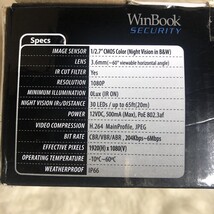 WinBook
SECURITY
Specs
IMAGE SENSOR 1/2.7" CMOS Color (Night Vision in B&W)
LENS 3.6mm(~60° viewable horizontal angle)
IR CUT FILTER Yes
RESOLUTION 1080P
MINIMUM ILLUMINATION 0Lux (IR ON)
NIGHT VISION (IRs/DISTANCE) 30 LEDs / up to 65ft(20m)
POWER 12VDC, 500mA (Max), PoE 802.3af
VIDEO COMPRESSION H.264 MainProfile, JPEG
BIT RATE CBR/VBR/ABR, 204Kbps~6Mbps
EFFECTIVE PIXELS 1920(H) x 1080(V)
OPERATING TEMPERATURE -10°C~60°C
WEATHERPROOF IP66